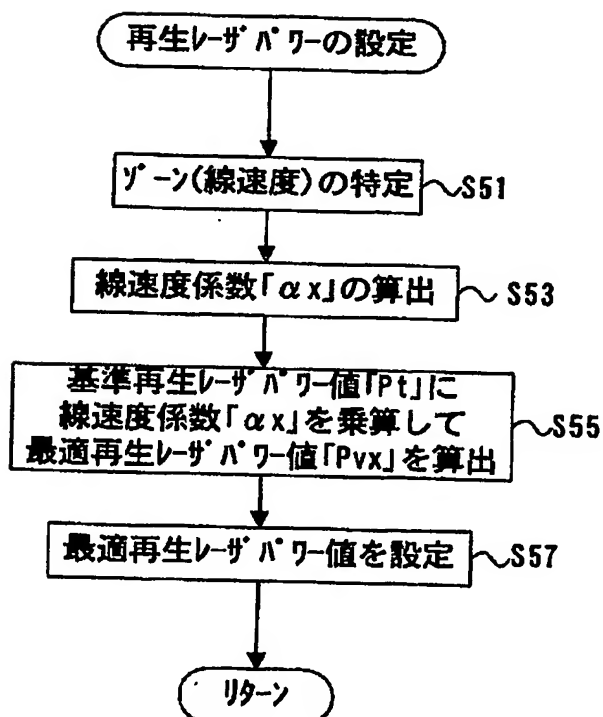 再生ﾚｰｻﾞﾊﾟﾜｰの設定
ｿﾞｰﾝ(線速度)の特定 S51
線速度係数「αx」の算出 S53
基準再生ﾚｰｻﾞﾊﾟﾜｰ値「Pt」に
線速度係数「αx」を乗算して S55
最適再生ﾚｰｻﾞﾊﾟﾜｰ値「Pvx」を算出
最適再生ﾚｰｻﾞﾊﾟﾜｰ値を設定 S57
ﾘﾀｰﾝ